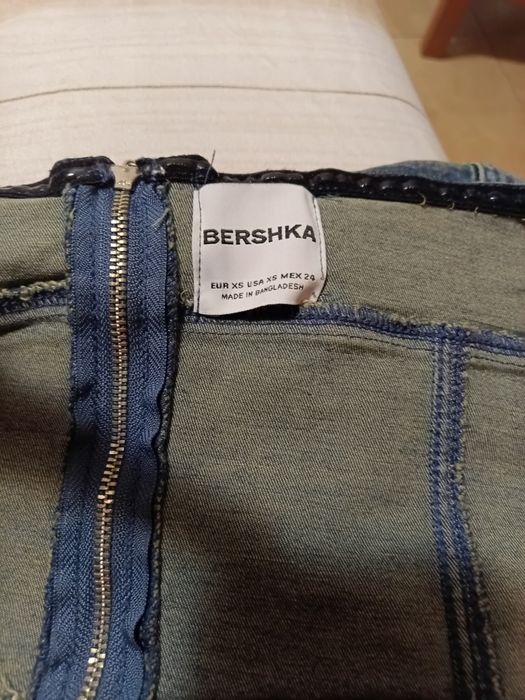 BERSHKA
EUR XS USA XS MEX 24
MADE IN BANGLADESH